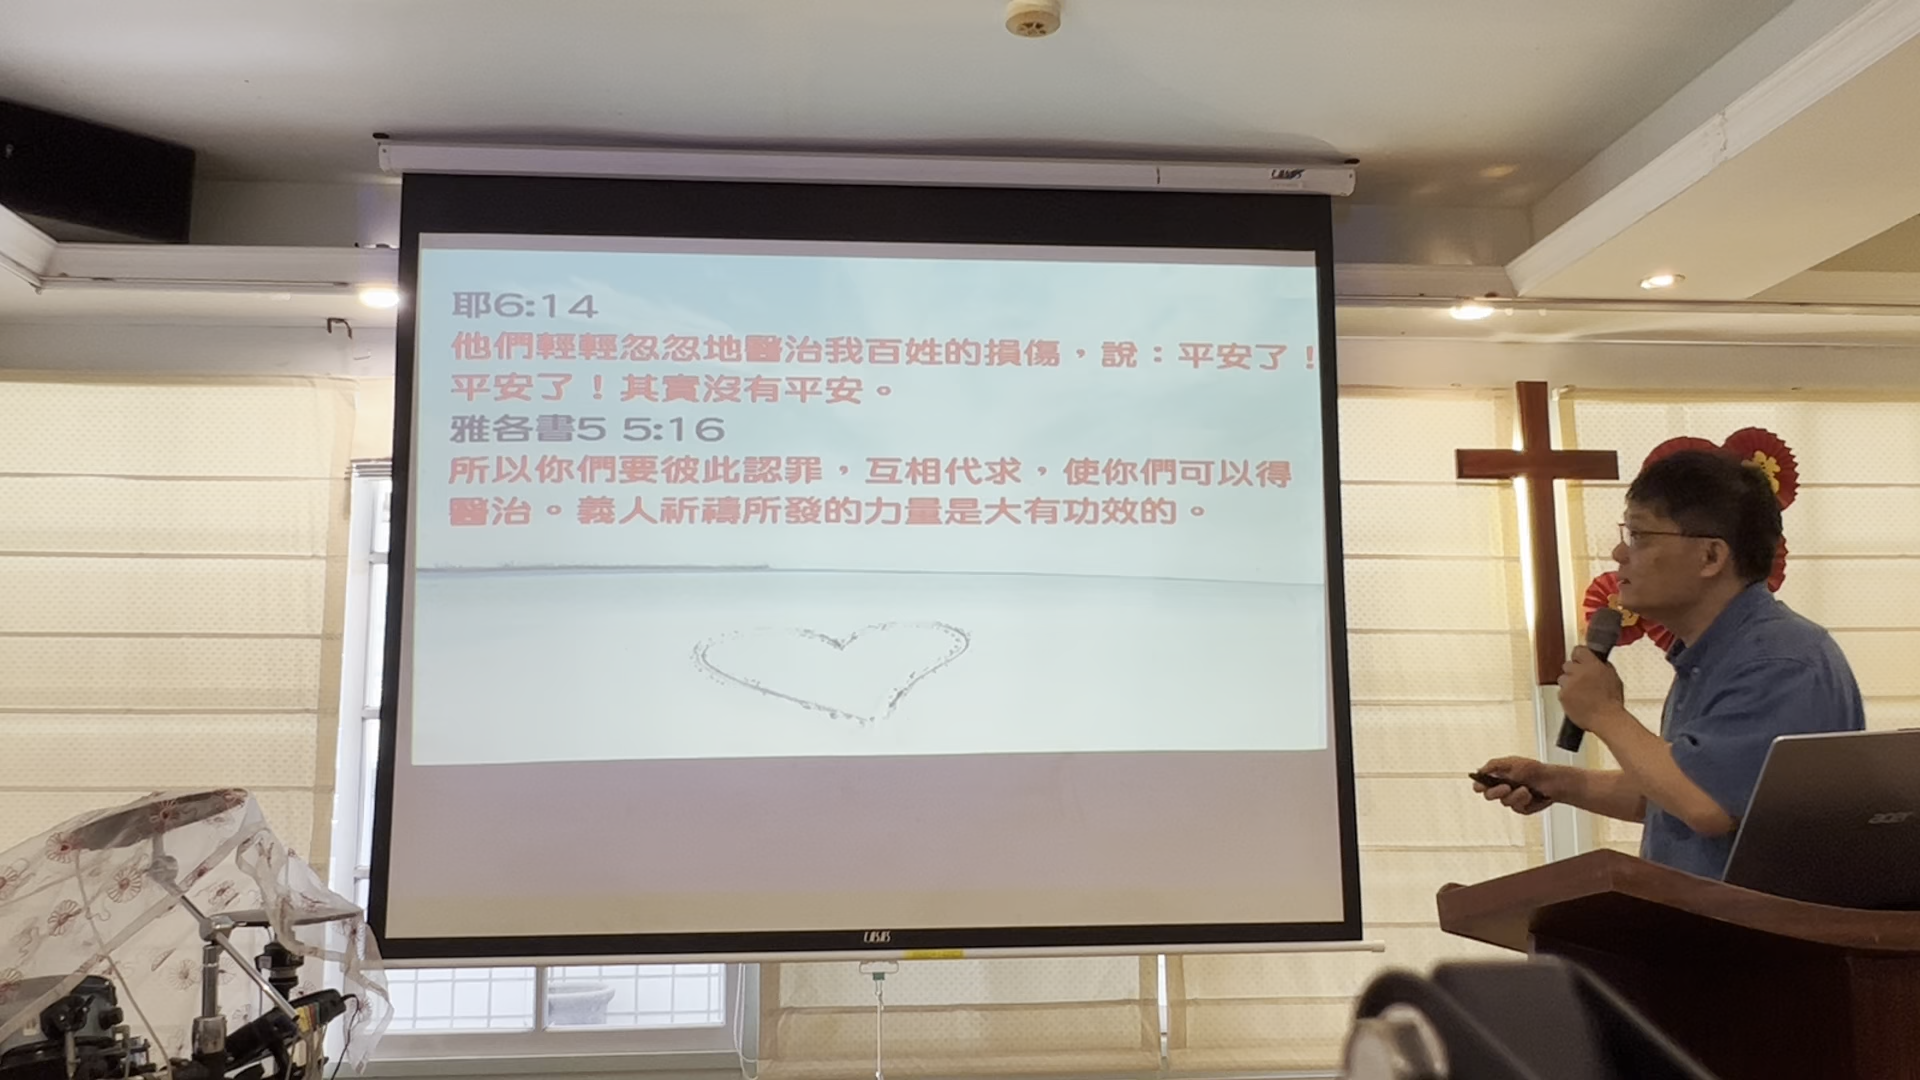 耶6:14
他們輕輕忽忽地醫治我百姓的損傷，說：平安了！
平安了！其實沒有平安。
雅各書5 5:16
所以你們要彼此認罪，互相代求，使你們可以得
醫治。義人祈禱所發的力量是大有功效的。
acer